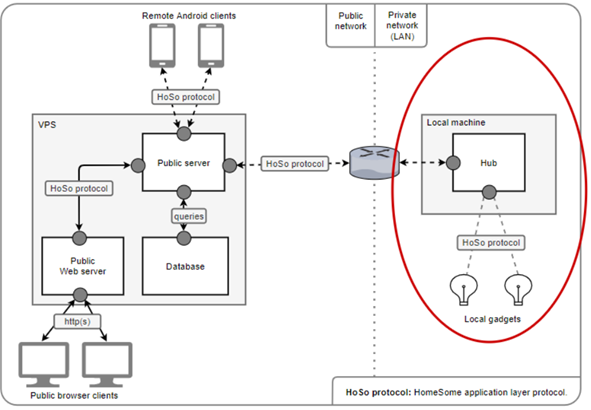 Remote Android clients
Public
network
Private
network
(LAN)
HoSo protocol
VPS
Public server
HoSo protocol
Local machine
Hub
HoSo protocol
queries
HoSo protocol
Public
Web server
Database
http(s)
Local gadgets
Public browser clients
HoSo protocol: HomeSome application layer protocol.